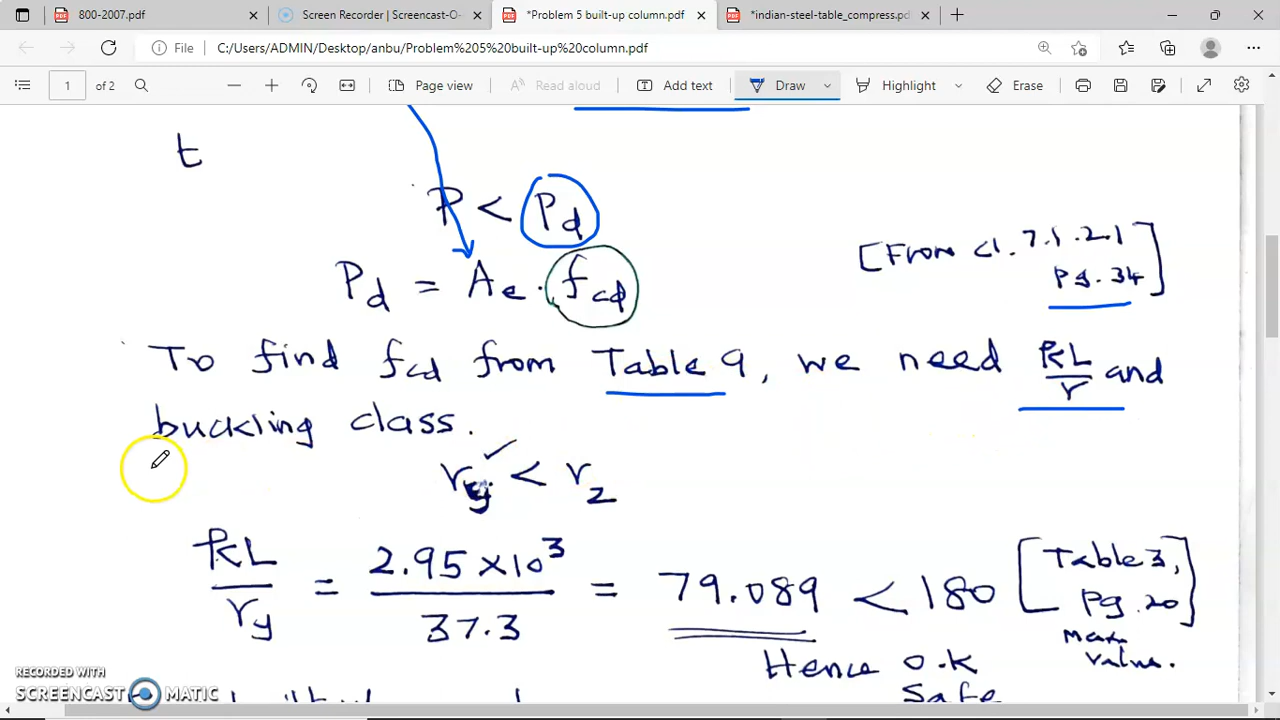 800-2007.pdf
Screen Recorder | Screencast-O-
*Problem 5 built-up column.pdf
*indian-steel-table_compress.pd
File C:/Users/ADMIN/Desktop/anbu/Problem%205%20built-up%20column.pdf
1 of 2 Page view Read aloud Add text Draw Highlight Erase
t
P < Pd
Pd = Ae . fcd
[From cl. 7.1.2.1
Pg. 34]
To find fcd from Table 9, we need KL/r and
buckling class.
ry < rz
KL/ry = 2.95 × 10³/37.3 = 79.089 < 180 [Table 3,
Pg. 20]
Max
value.
Hence O.K
Safe
RECORDED WITH
SCREENCAST MATIC